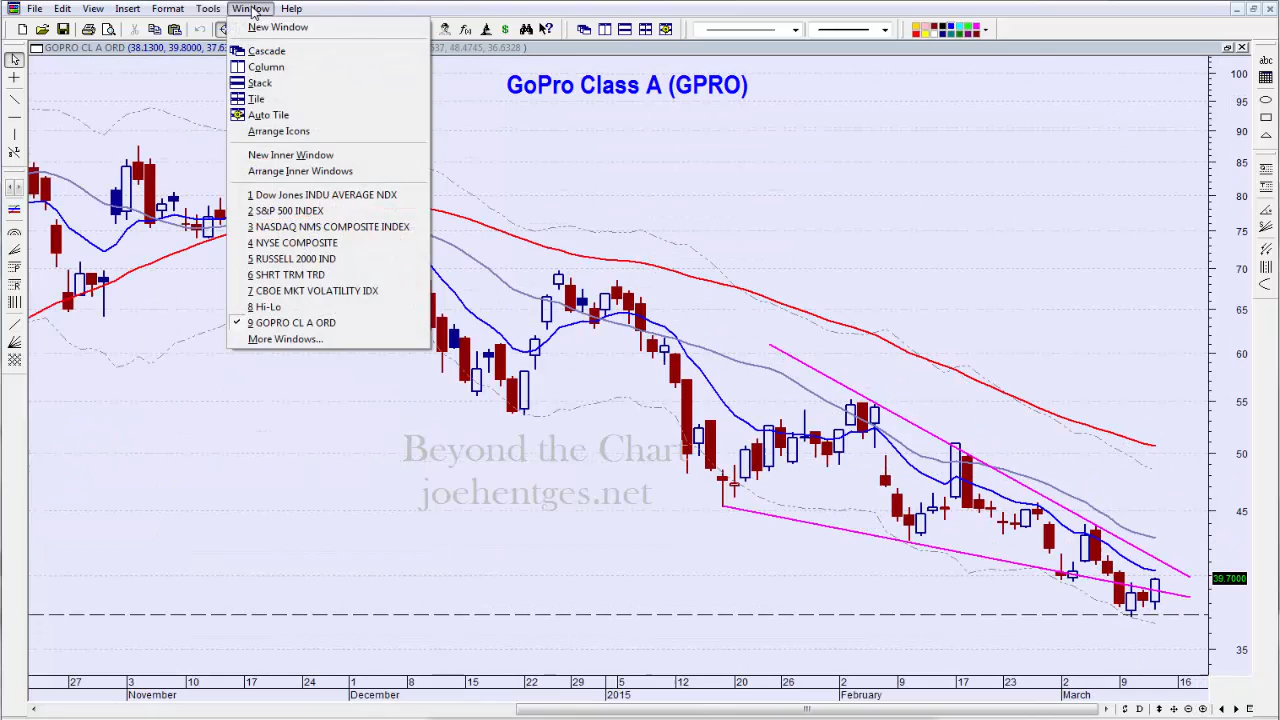 File Edit View Insert Format Tools Window Help
GOPRO CL A ORD (38.1300, 39.8000, 37.6
537, 48.4745, 36.6328)
New Window
Cascade
Column
Stack
Tile
Auto Tile
Arrange Icons
New Inner Window
Arrange Inner Windows
1 Dow Jones INDU AVERAGE NDX
2 S&P 500 INDEX
3 NASDAQ NMS COMPOSITE INDEX
4 NYSE COMPOSITE
5 RUSSELL 2000 IND
6 SHRT TRM TRD
7 CBOE MKT VOLATILITY IDX
8 Hi-Lo
9 GOPRO CL A ORD
More Windows...
GoPro Class A (GPRO)
abc
100
95
90
85
80
75
70
65
60
55
50
45
39.7000
35
Beyond the Chart
joehentges.net
27 3 10 17 24 1 8 15 22 29 5 12 20 26 2 9 17 23 2 9 16
November December 2015 February March